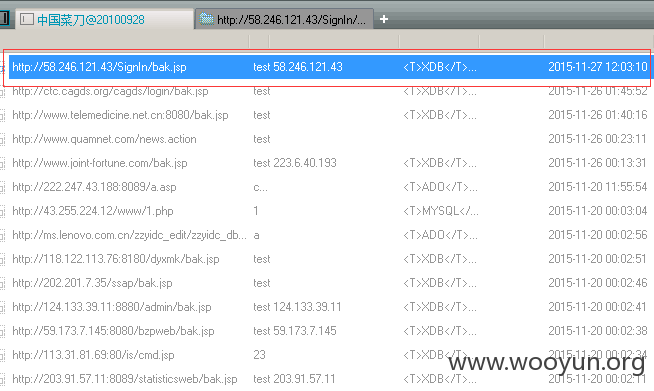 中国菜刀@20100928 http://58.246.121.43/SignIn/bak.jsp... +
http://58.246.121.43/SignIn/bak.jsp test 58.246.121.43 <T>XDB</T>... 2015-11-27 12:03:10
http://ctc.cagds.org/cagds/login/bak.jsp test <T>XDB</T>... 2015-11-26 01:45:52
http://www.telemedicine.net.cn:8080/bak.jsp test <T>XDB</T>... 2015-11-26 01:40:16
http://www.quamnet.com/news.action test 2015-11-26 00:23:11
http://www.joint-fortune.com/bak.jsp test 223.6.40.193 <T>XDB</T>... 2015-11-26 00:13:31
http://222.247.43.188:8089/a.asp c... <T>ADO</T>... 2015-11-20 11:55:54
http://43.255.224.12/www/1.php 1 <T>MYSQL</T>... 2015-11-20 00:03:04
http://ms.lenovo.com.cn/zzyidc_edit/zzyidc_db... a <T>ADO</T>... 2015-11-20 00:02:56
http://118.122.113.76:8180/dyxmk/bak.jsp test <T>XDB</T>... 2015-11-20 00:02:51
http://202.201.7.35/ssap/bak.jsp test <T>XDB</T>... 2015-11-20 00:02:46
http://124.133.39.11:8880/admin/bak.jsp test 124.133.39.11 <T>XDB</T>... 2015-11-20 00:02:41
http://59.173.7.145:8080/bzpweb/bak.jsp test 59.173.7.145 <T>XDB</T>... 2015-11-20 00:02:38
http://113.31.81.69:80/is/cmd.jsp 23 <T>XDB</T>... 2015-11-20 00:02:34
http://203.91.57.11:8089/statisticsweb/bak.jsp test 203.91.57.11 <T>XDB</T>... 2015-11-20 00:02:11
www.wooyun.org